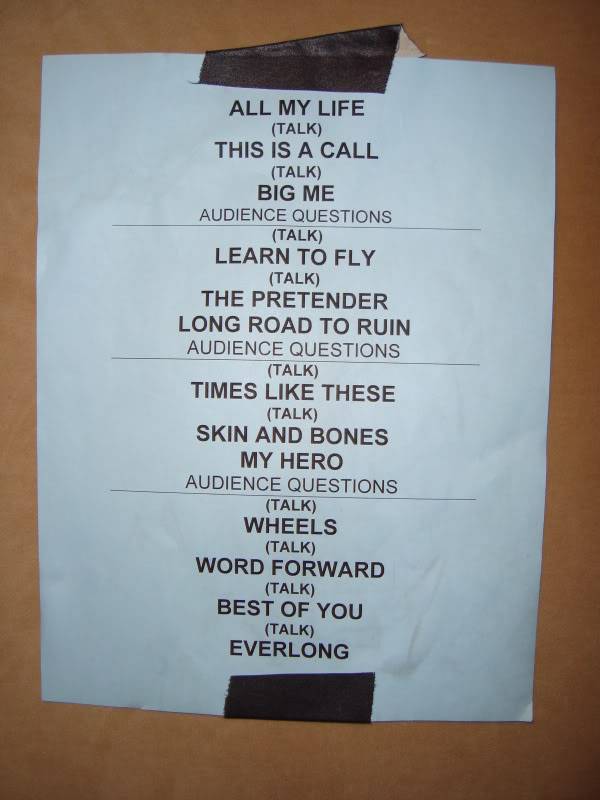 ALL MY LIFE
(TALK)
THIS IS A CALL
(TALK)
BIG ME
AUDIENCE QUESTIONS
(TALK)
LEARN TO FLY
(TALK)
THE PRETENDER
LONG ROAD TO RUIN
AUDIENCE QUESTIONS
(TALK)
TIMES LIKE THESE
(TALK)
SKIN AND BONES
MY HERO
AUDIENCE QUESTIONS
(TALK)
WHEELS
(TALK)
WORD FORWARD
(TALK)
BEST OF YOU
(TALK)
EVERLONG